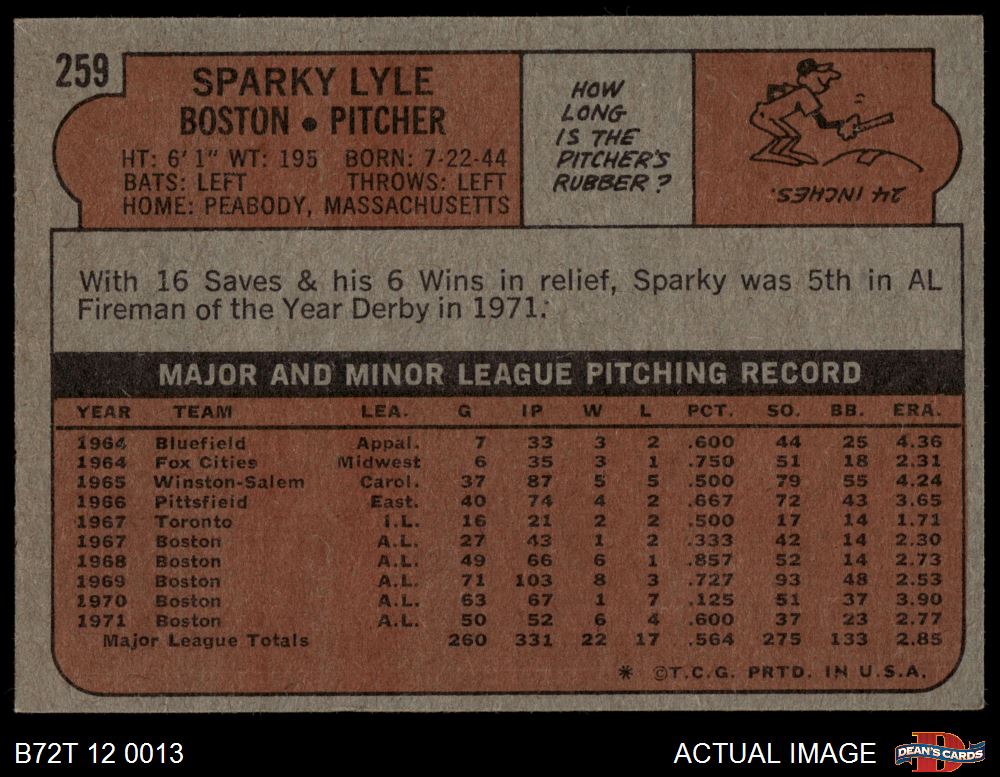 259
SPARKY LYLE
BOSTON • PITCHER
HT: 6'1" WT: 195 BORN: 7-22-44
BATS: LEFT THROWS: LEFT
HOME: PEABODY, MASSACHUSETTS
HOW
LONG
IS THE
PITCHER'S
RUBBER?
24 INCHES.
With 16 Saves & his 6 Wins in relief, Sparky was 5th in AL
Fireman of the Year Derby in 1971.
MAJOR AND MINOR LEAGUE PITCHING RECORD
YEAR TEAM LEA. G IP W L PCT. SO. BB. ERA.
1964 Bluefield Appal. 7 33 3 2 .600 44 25 4.36
1964 Fox Cities Midwest 6 35 3 1 .750 51 18 2.31
1965 Winston-Salem Carol. 37 87 5 5 .500 79 55 4.24
1966 Pittsfield East. 40 74 4 2 .667 72 43 3.65
1967 Toronto I.L. 16 21 2 2 .500 17 14 1.71
1967 Boston A.L. 27 43 1 2 .333 42 14 2.30
1968 Boston A.L. 49 66 6 1 .857 52 14 2.73
1969 Boston A.L. 71 103 8 3 .727 93 48 2.53
1970 Boston A.L. 63 67 1 7 .125 51 37 3.90
1971 Boston A.L. 50 52 6 4 .600 37 23 2.77
Major League Totals 260 331 22 17 .564 275 133 2.85
* ©T.C.G. PRTD. IN U.S.A.
B72T 12 0013
ACTUAL IMAGE
D
DEAN'S CARDS